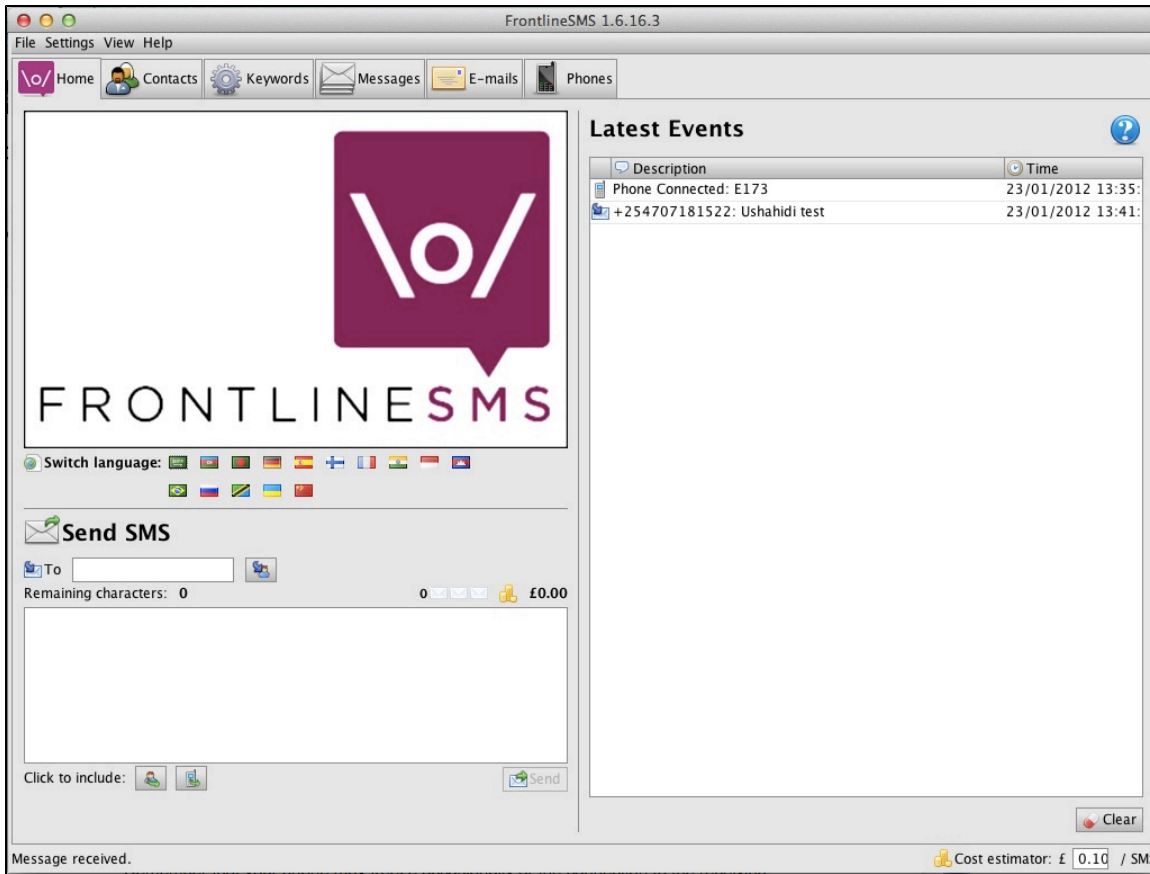 FrontlineSMS 1.6.16.3
File Settings View Help
\o/ Home Contacts Keywords Messages E-mails Phones
\o/
FRONTLINESMS
Switch language:
Send SMS
To
Remaining characters: 0 0 £0.00
Click to include: Send
Latest Events
?
Description Time
Phone Connected: E173 23/01/2012 13:35:
+254707181522: Ushahidi test 23/01/2012 13:41:
Clear
Message received. Cost estimator: £ 0.10 / SM